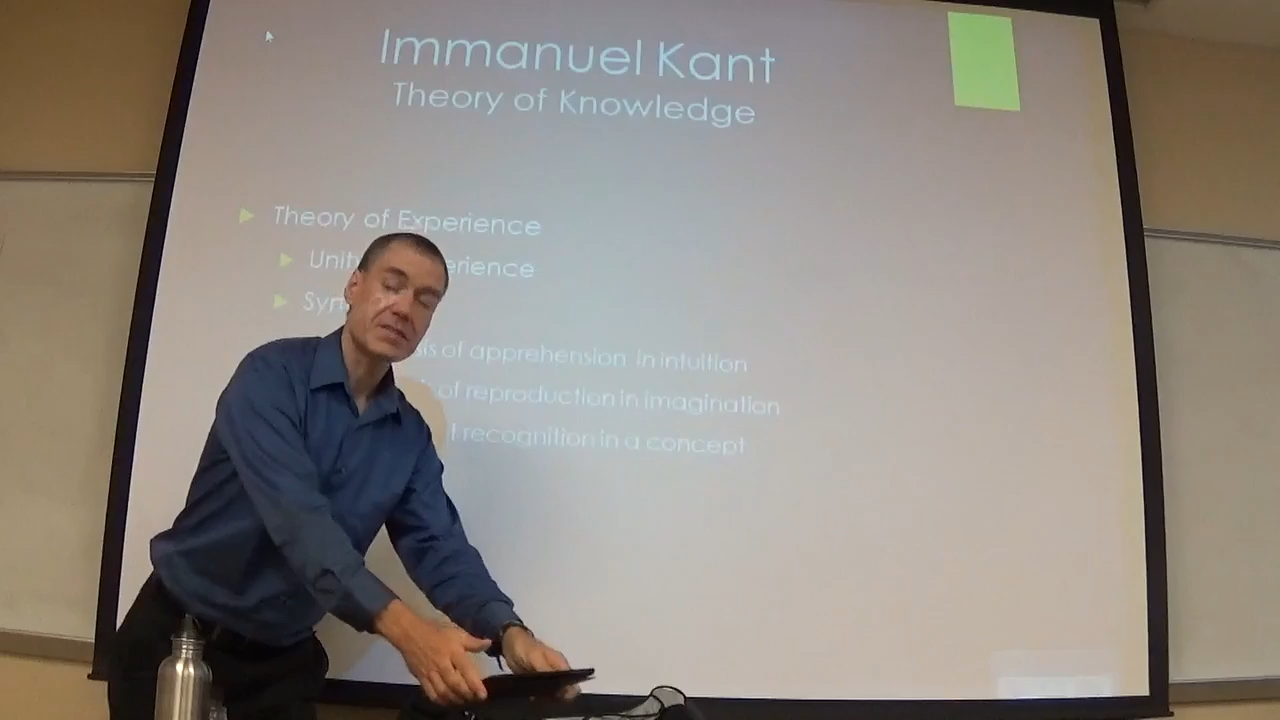 Immanuel Kant
Theory of Knowledge
Theory of Experience
of apprehension in intuition
of reproduction in imagination
recognition in a concept